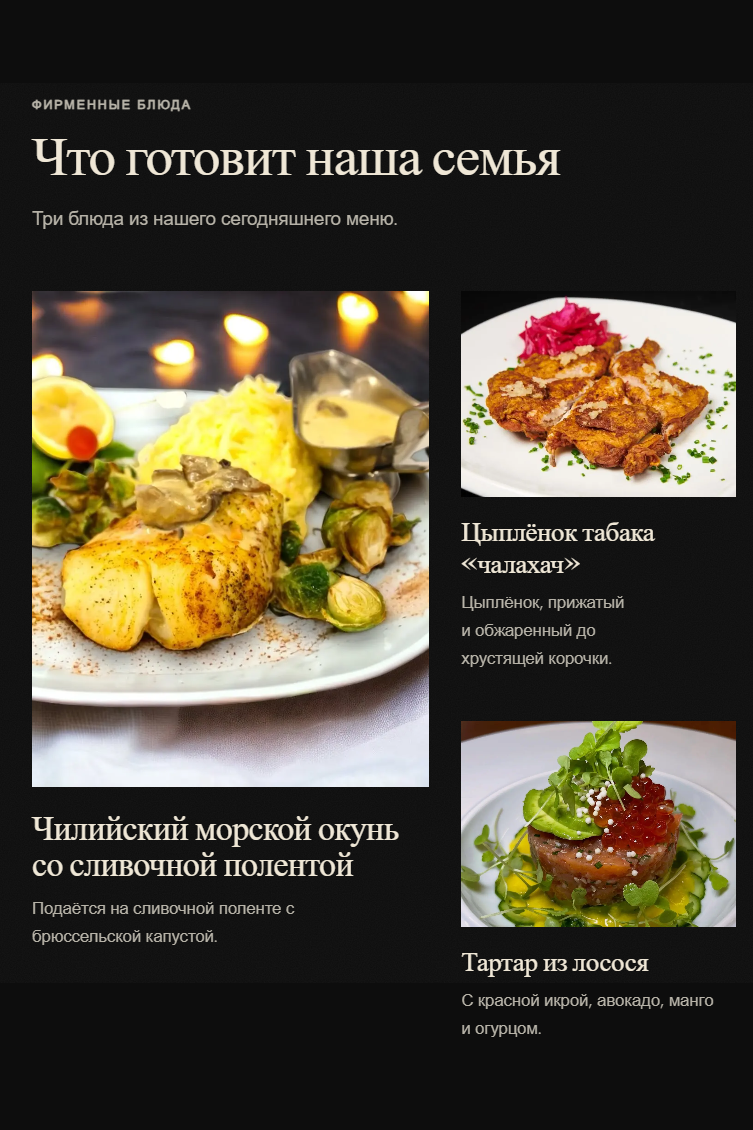 ФИРМЕННЫЕ БЛЮДА
Что готовит наша семья
Три блюда из нашего сегодняшнего меню.
Чилийский морской окунь
со сливочной полентой
Подаётся на сливочной поленте с
брюссельской капустой.
Цыплёнок табака
«чалахач»
Цыплёнок, прижатый
и обжаренный до
хрустящей корочки.
Тартар из лосося
С красной икрой, авокадо, манго
и огурцом.